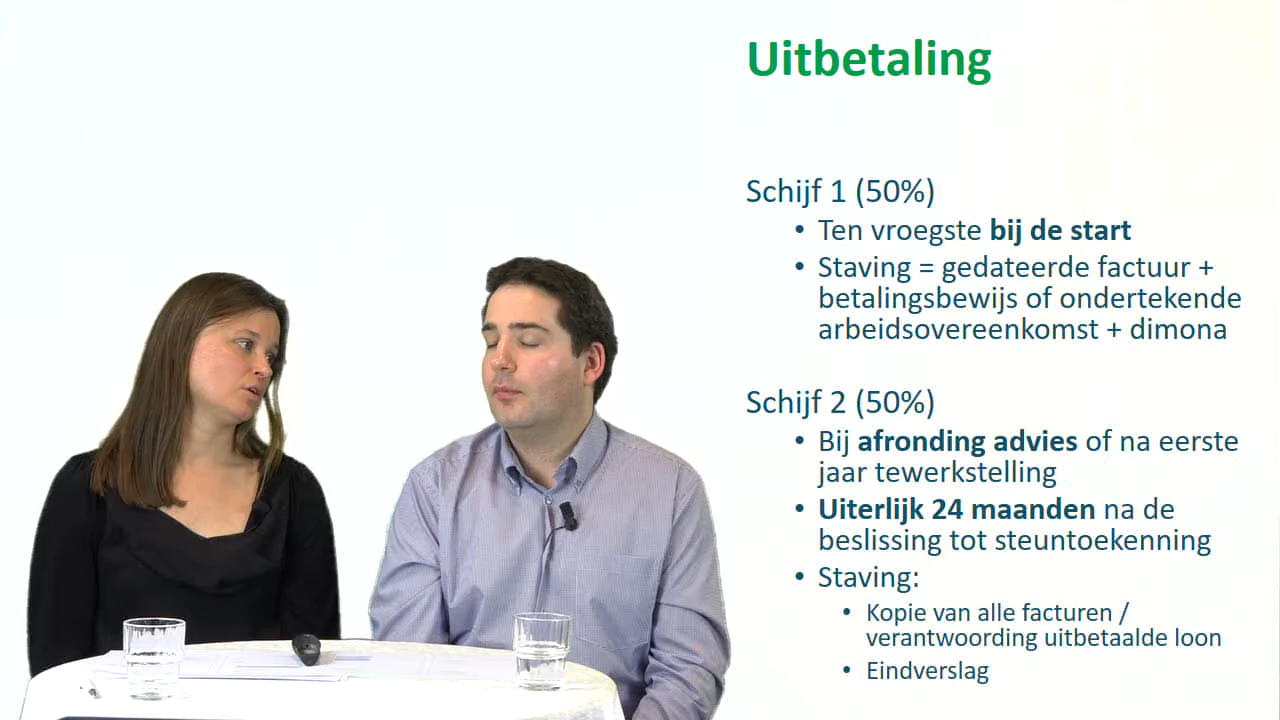 Uitbetaling
Schijf 1 (50%)
• Ten vroegste bij de start
• Staving = gedateerde factuur +
betalingsbewijs of ondertekende
arbeidsovereenkomst + dimona
Schijf 2 (50%)
• Bij afronding advies of na eerste
jaar tewerkstelling
• Uiterlijk 24 maanden na de
beslissing tot steuntoekenning
• Staving:
• Kopie van alle facturen /
verantwoording uitbetaalde loon
• Eindverslag